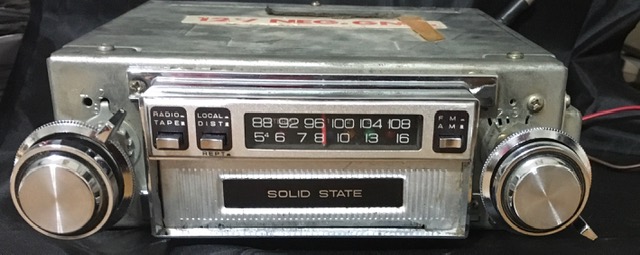 12V NEG G
RADIO
TAPE
LOCAL
DIST
REPT.
88 92 96 100 104 108
5⁴ 6 7 8 10 13 16
FM
AM
SOLID STATE